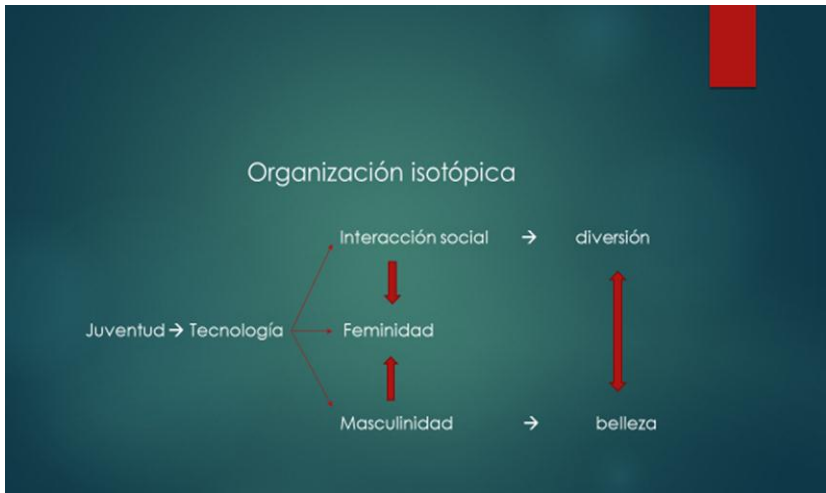 Organización isotópica
Interacción social → diversión
Juventud → Tecnología Feminidad
Masculinidad → belleza